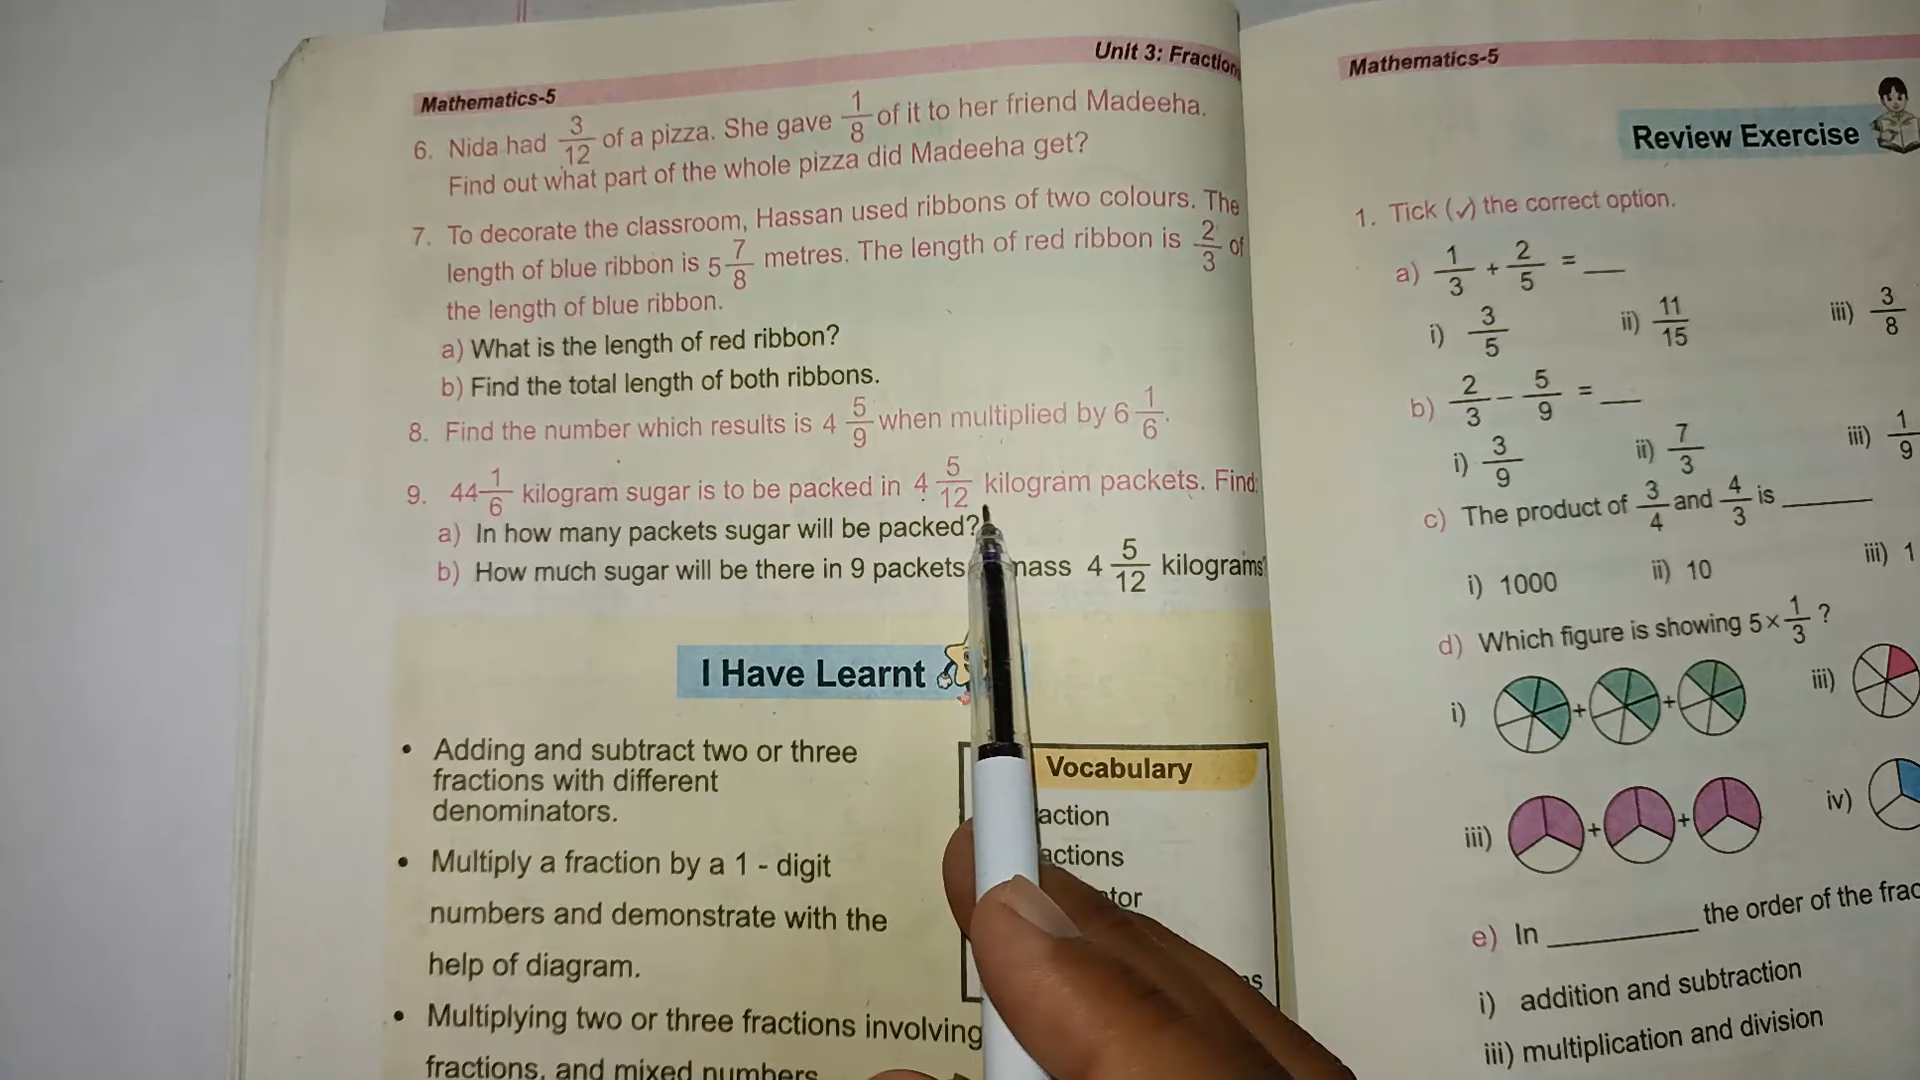 Mathematics-5
Unit 3: Fraction
6. Nida had 3/12 of a pizza. She gave 1/8 of it to her friend Madeeha.
Find out what part of the whole pizza did Madeeha get?
7. To decorate the classroom, Hassan used ribbons of two colours. The
length of blue ribbon is 5 7/8 metres. The length of red ribbon is 2/3 of
the length of blue ribbon.
a) What is the length of red ribbon?
b) Find the total length of both ribbons.
8. Find the number which results is 4 5/9 when multiplied by 6 1/6.
9. 44 1/6 kilogram sugar is to be packed in 4 5/12 kilogram packets. Find:
a) In how many packets sugar will be packed?
b) How much sugar will be there in 9 packets mass 4 5/12 kilograms?
I Have Learnt
• Adding and subtract two or three
fractions with different
denominators.
• Multiply a fraction by a 1 - digit
numbers and demonstrate with the
help of diagram.
• Multiplying two or three fractions involving
fractions, and mixed numbers
Vocabulary
action
actions
tor
s
Mathematics-5
Review Exercise
1. Tick (✓) the correct option.
a) 1/3 + 2/5 = __
i) 3/5 ii) 11/15 iii) 3/8
b) 2/3 − 5/9 = __
i) 3/9 ii) 7/3 iii) 1/9
c) The product of 3/4 and 4/3 is ______
i) 1000 ii) 10 iii) 1
d) Which figure is showing 5 × 1/3 ?
i) + + iii)
iii) + + iv)
e) In ________ the order of the frac
i) addition and subtraction
iii) multiplication and division